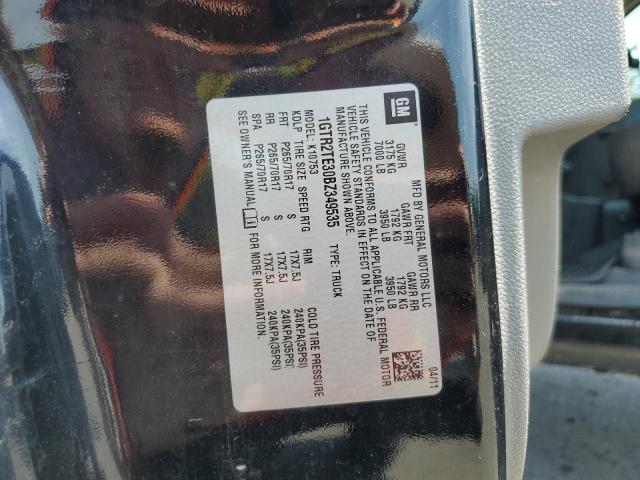 GM
MFD BY GENERAL MOTORS LLC
04/11
GVWR GAWR FRT GAWR RR
3175 KG 1792 KG 1792 KG
7000 LB 3950 LB 3950 LB
THIS VEHICLE CONFORMS TO ALL APPLICABLE U.S. FEDERAL MOTOR
VEHICLE SAFETY STANDARDS IN EFFECT ON THE DATE OF
MANUFACTURE SHOWN ABOVE.
1GTR2TE30BZ349535 TYPE: TRUCK
MODEL: K10753
KDLP TIRE SIZE SPEED RTG RIM COLD TIRE PRESSURE
FRT P265/70R17 S 17X7.5J 240KPA(35PSI)
RR P265/70R17 S 17X7.5J 240KPA(35PSI)
SPA P265/70R17 S 17X7.5J 240KPA(35PSI)
SEE OWNER'S MANUAL FOR MORE INFORMATION.